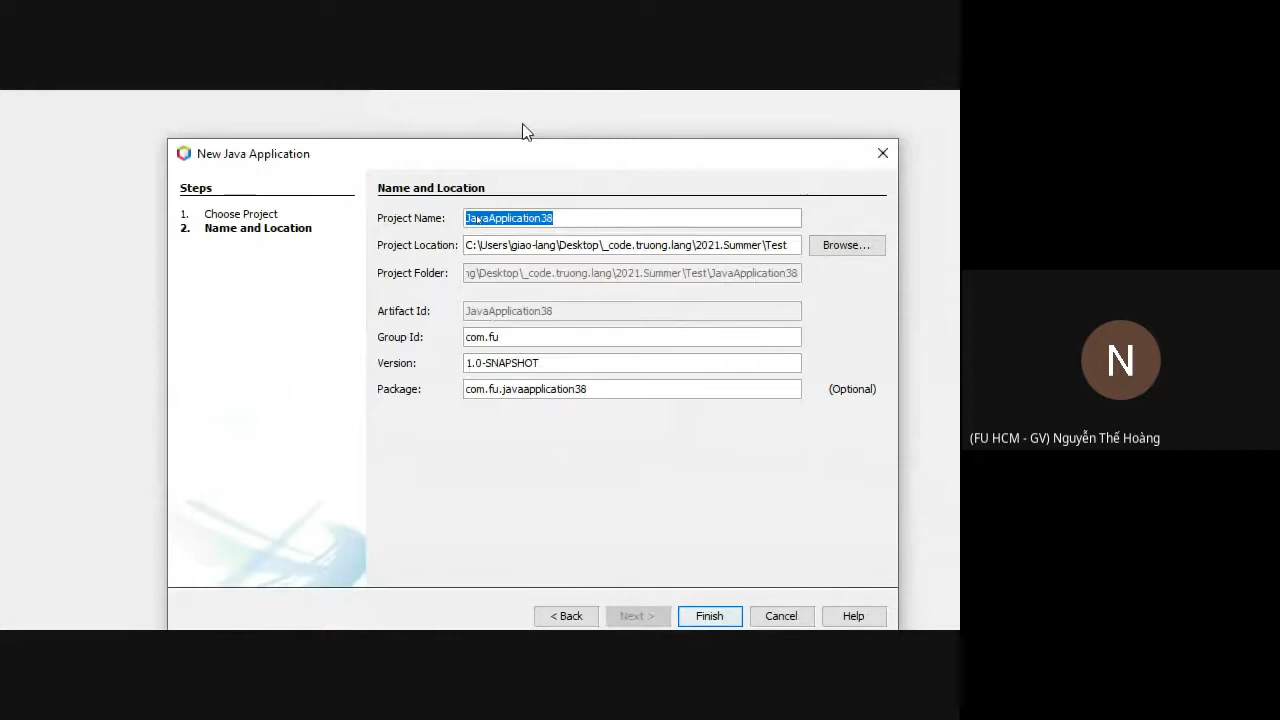 New Java Application
Steps
1. Choose Project
2. Name and Location
Name and Location
Project Name: JavaApplication38
Project Location: C:\Users\giao-lang\Desktop\_code.truong.lang\2021.Summer\Test Browse...
Project Folder: ng\Desktop\_code.truong.lang\2021.Summer\Test\JavaApplication38
Artifact Id: JavaApplication38
Group Id: com.fu
Version: 1.0-SNAPSHOT
Package: com.fu.javaapplication38 (Optional)
< Back Next > Finish Cancel Help
N
(FU HCM - GV) Nguyễn Thế Hoàng